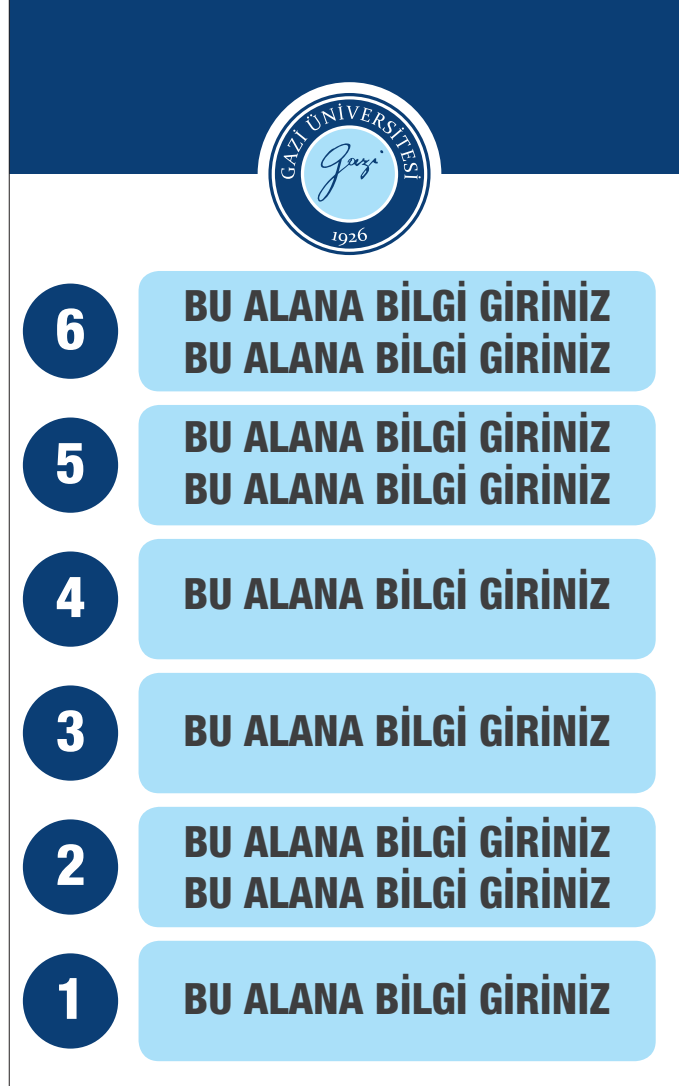 GAZİ ÜNİVERSİTESİ
Gazi
1926
6
BU ALANA BİLGİ GİRİNİZ
BU ALANA BİLGİ GİRİNİZ
5
BU ALANA BİLGİ GİRİNİZ
BU ALANA BİLGİ GİRİNİZ
4
BU ALANA BİLGİ GİRİNİZ
3
BU ALANA BİLGİ GİRİNİZ
2
BU ALANA BİLGİ GİRİNİZ
BU ALANA BİLGİ GİRİNİZ
1
BU ALANA BİLGİ GİRİNİZ